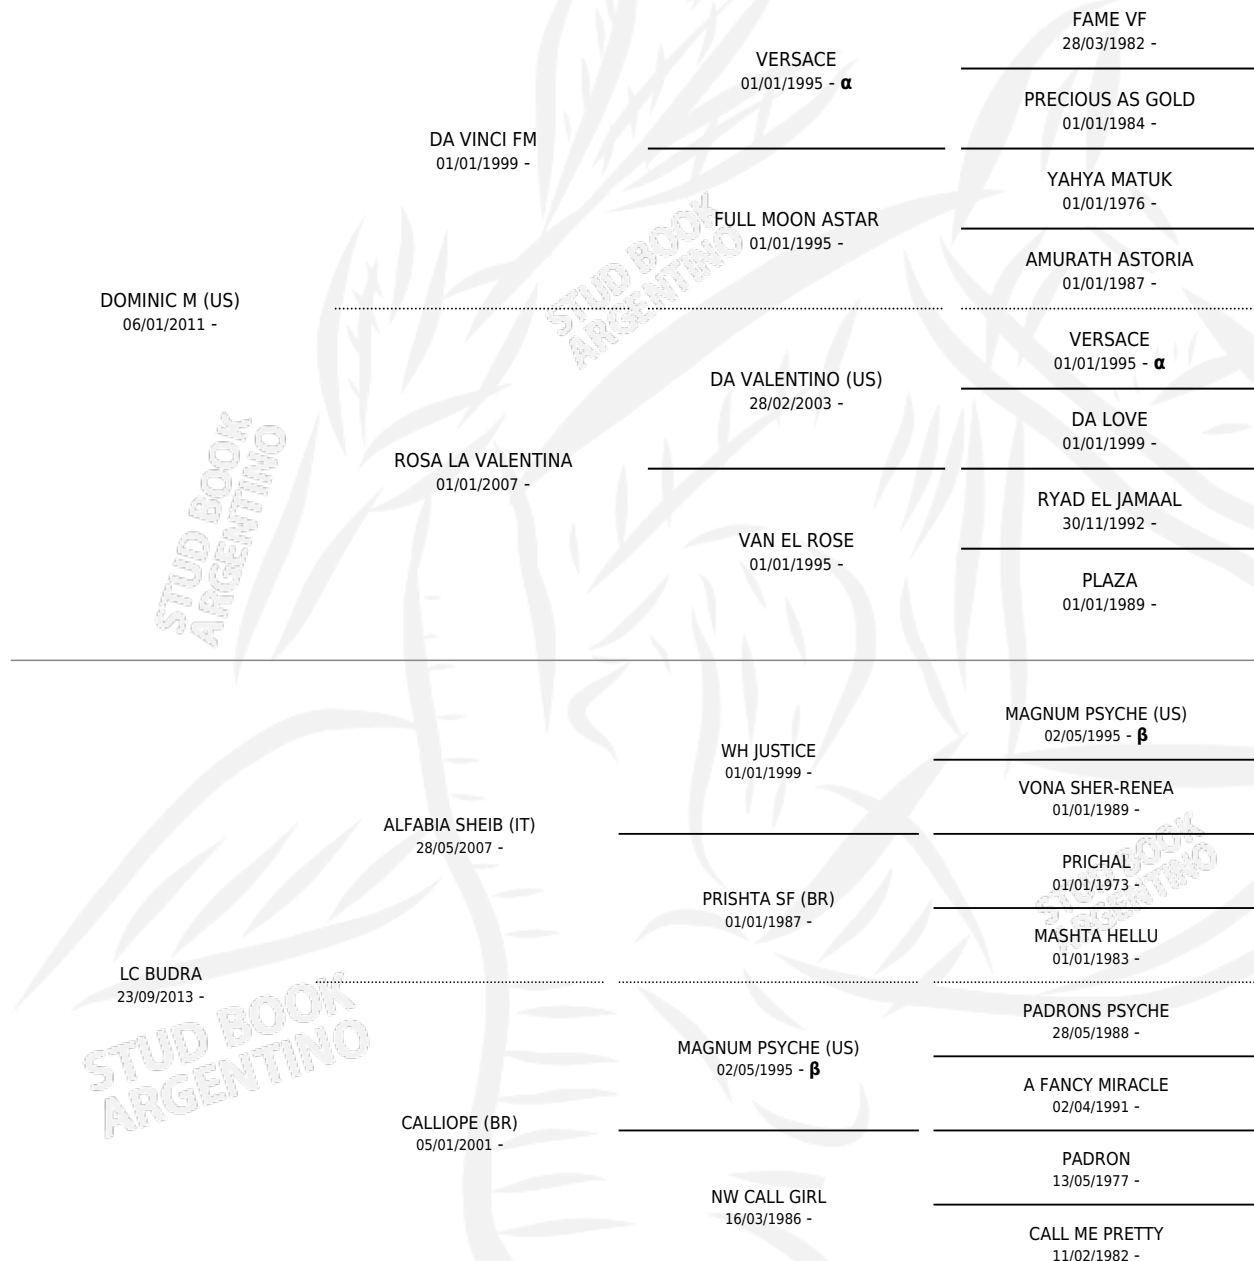 FAME VF
28/03/1982 -
VERSACE
01/01/1995 - α
PRECIOUS AS GOLD
01/01/1984 -
DA VINCI FM
01/01/1999 -
YAHYA MATUK
01/01/1976 -
FULL MOON ASTAR
01/01/1995 -
AMURATH ASTORIA
01/01/1987 -
DOMINIC M (US)
06/01/2011 -
VERSACE
01/01/1995 - α
DA VALENTINO (US)
28/02/2003 -
DA LOVE
01/01/1999 -
ROSA LA VALENTINA
01/01/2007 -
RYAD EL JAMAAL
30/11/1992 -
VAN EL ROSE
01/01/1995 -
PLAZA
01/01/1989 -
MAGNUM PSYCHE (US)
02/05/1995 - β
WH JUSTICE
01/01/1999 -
VONA SHER-RENEA
01/01/1989 -
ALFABIA SHEIB (IT)
28/05/2007 -
PRICHAL
01/01/1973 -
PRISHTA SF (BR)
01/01/1987 -
MASHTA HELLU
01/01/1983 -
LC BUDRA
23/09/2013 -
PADRONS PSYCHE
28/05/1988 -
MAGNUM PSYCHE (US)
02/05/1995 - β
A FANCY MIRACLE
02/04/1991 -
CALLIOPE (BR)
05/01/2001 -
PADRON
13/05/1977 -
NW CALL GIRL
16/03/1986 -
CALL ME PRETTY
11/02/1982 -
STUD BOOK
ARGENTINO
STUD BOOK
ARGENTINO
STUD BOOK
ARGENTINO
STUD BOOK
ARGENTINO